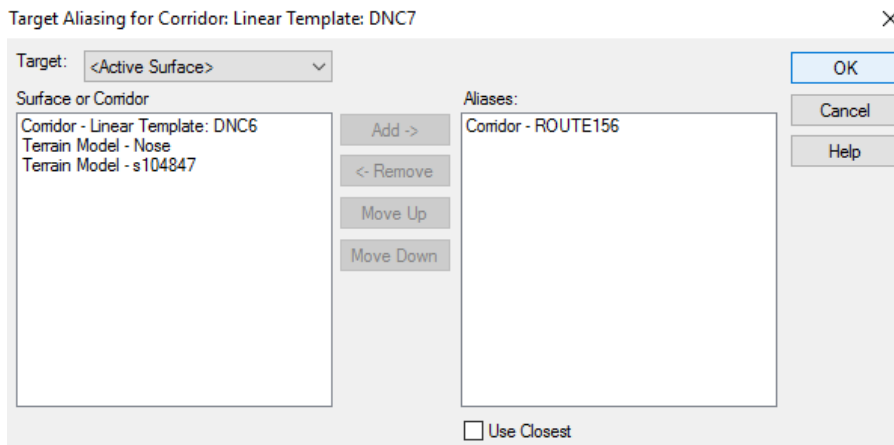 Target Aliasing for Corridor: Linear Template: DNC7
Target: <Active Surface>
OK
Surface or Corridor
Aliases:
Cancel
Corridor - Linear Template: DNC6
Terrain Model - Nose
Terrain Model - s104847
Add ->
Corridor - ROUTE156
Help
<- Remove
Move Up
Move Down
Use Closest